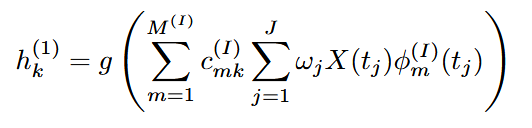 $$h_k^{(1)} = g\left(\sum_{m=1}^{M^{(I)}} c_{mk}^{(I)} \sum_{j=1}^{J} \omega_j X(t_j) \phi_m^{(I)}(t_j)\right)$$